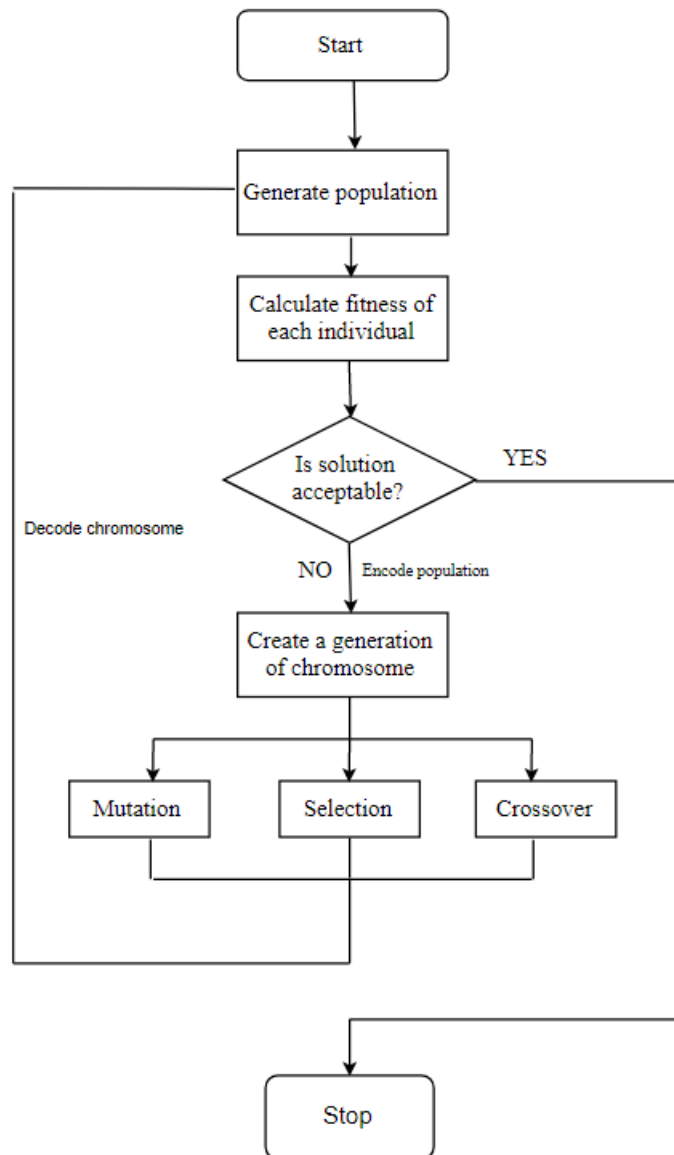 Start
Generate population
Calculate fitness of
each individual
Is solution
acceptable?
YES
Decode chromosome
NO
Encode population
Create a generation
of chromosome
Mutation
Selection
Crossover
Stop